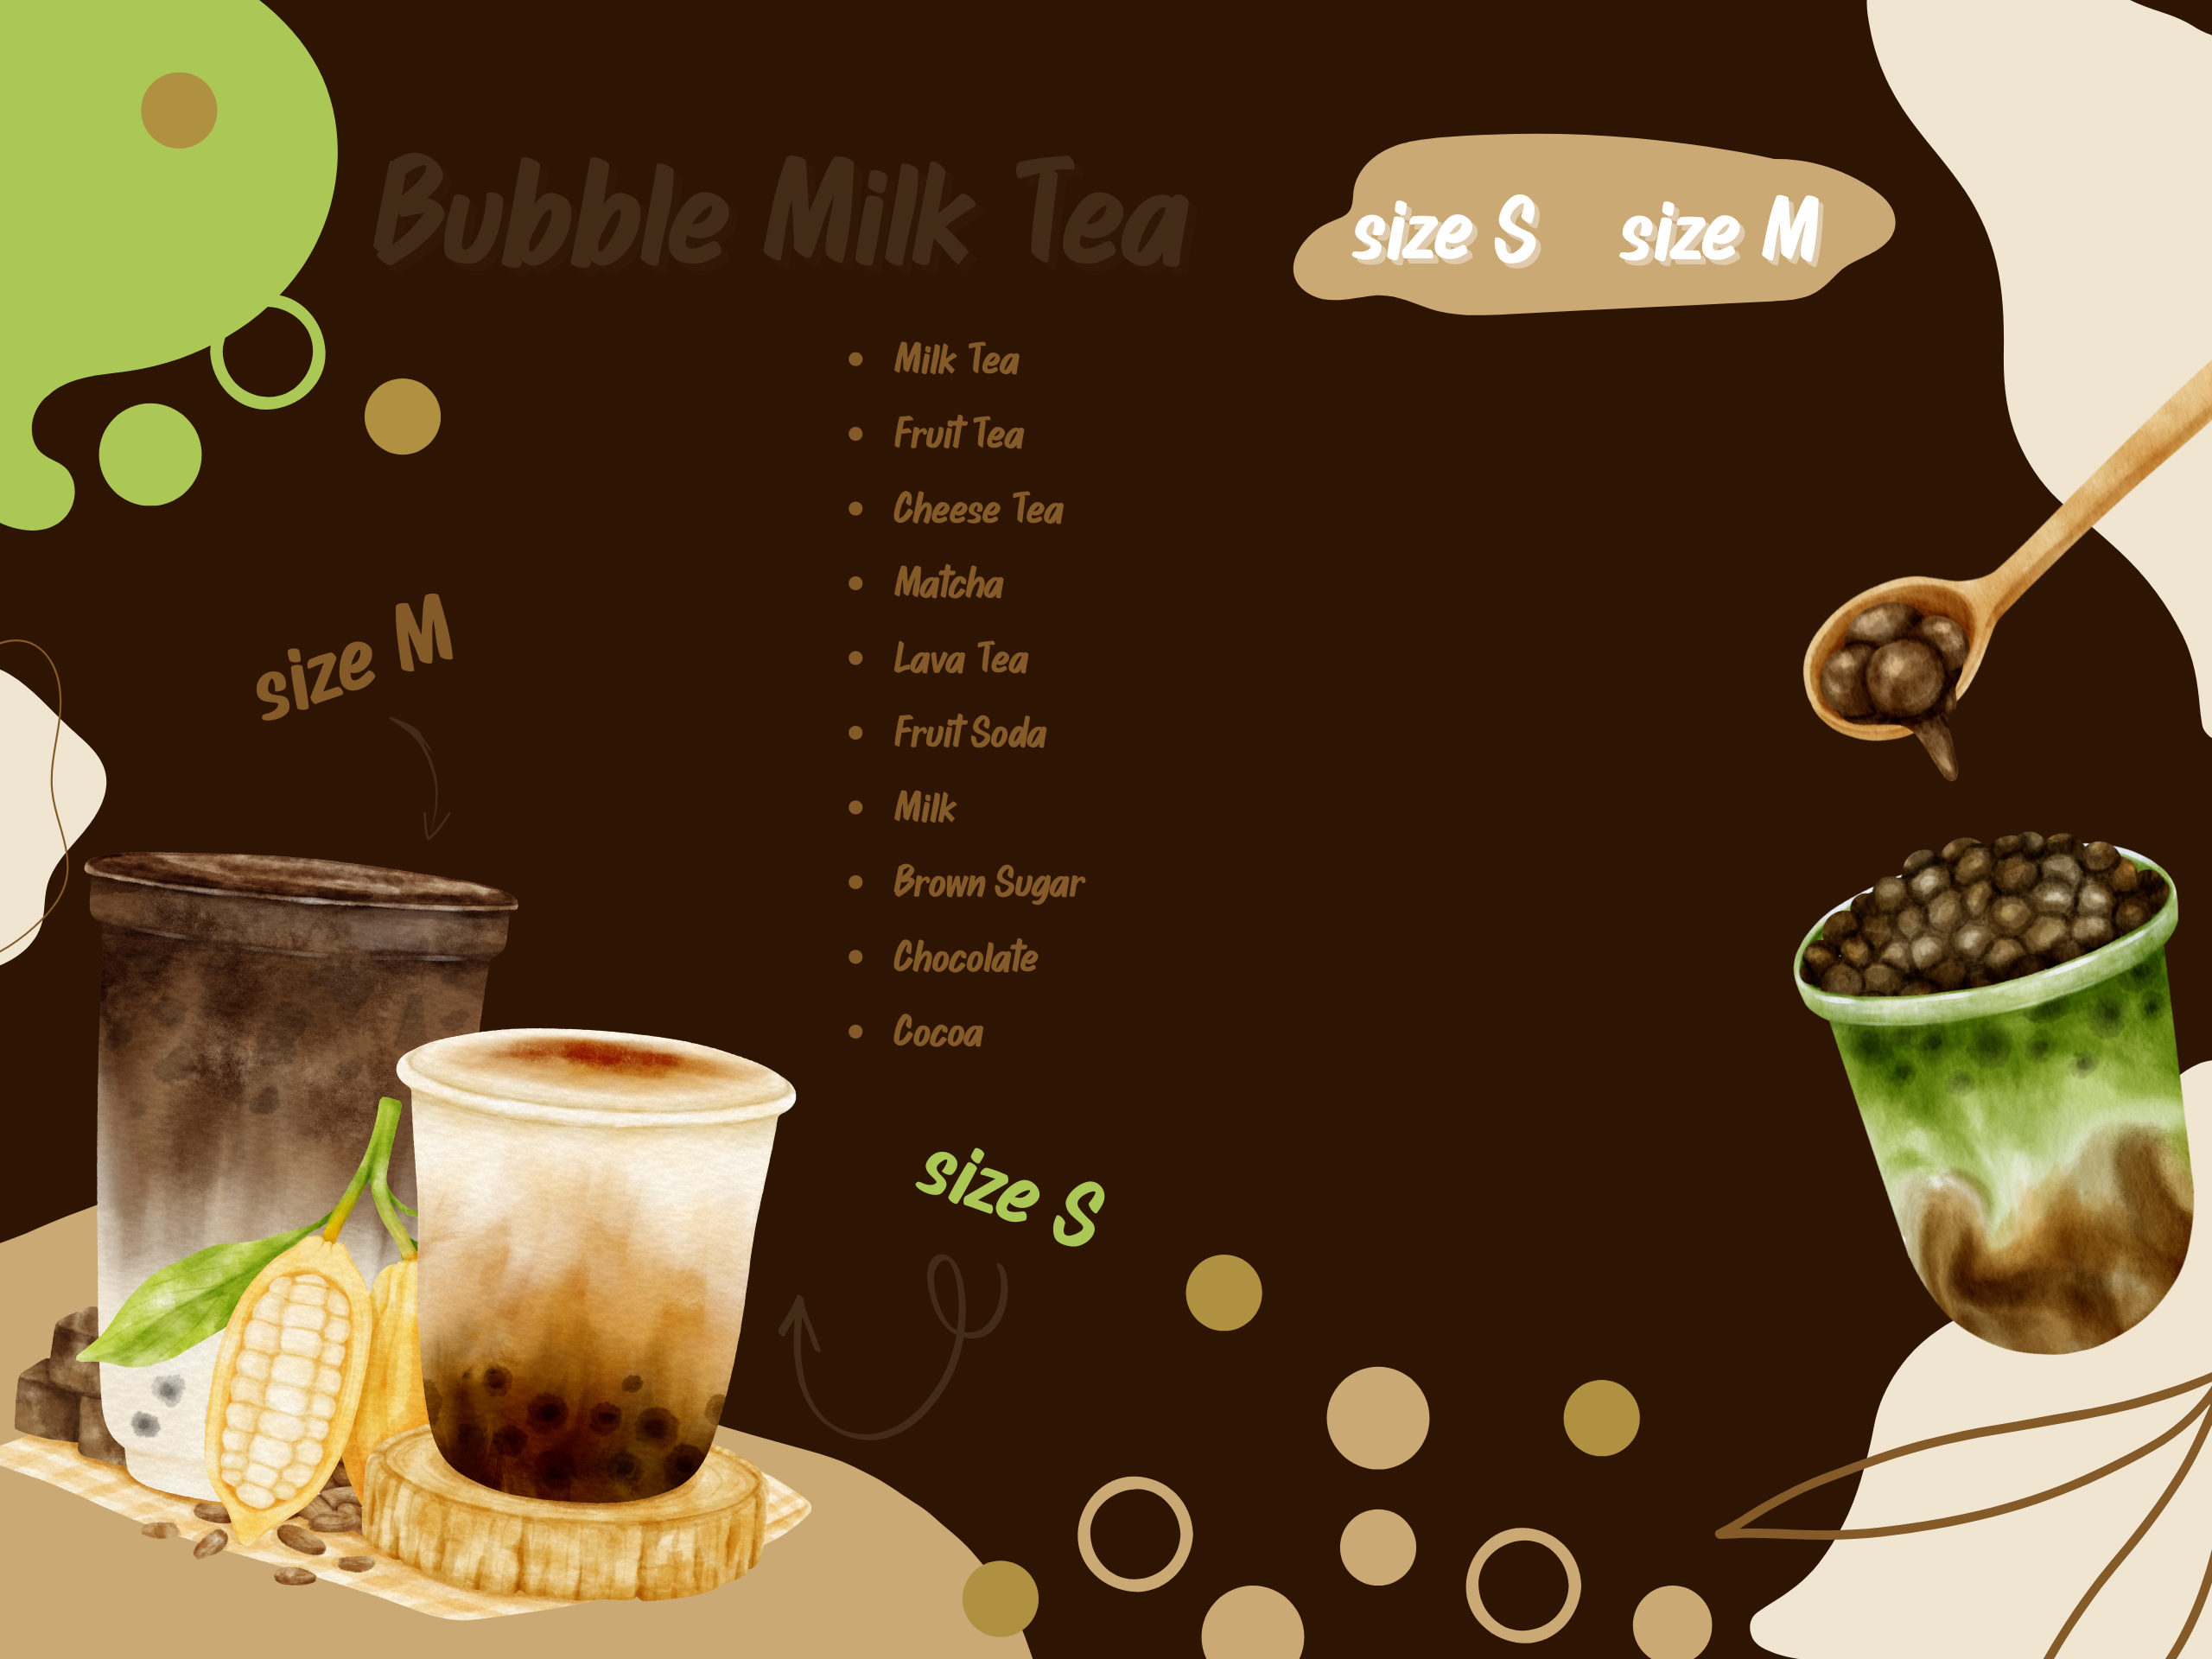 Bubble Milk Tea
size S size M
Milk Tea
Fruit Tea
Cheese Tea
Matcha
Lava Tea
Fruit Soda
Milk
Brown Sugar
Chocolate
Cocoa
size M
size S